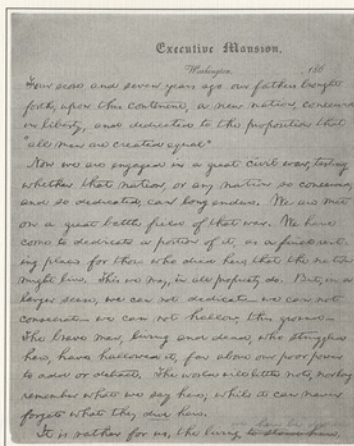 Executive Mansion,
Washington, , 186
Four score and seven years ago our fathers brought
forth, upon this continent, a new nation, conceived
in liberty, and dedicated to the proposition that
"all men are created equal"
Now we are engaged in a great civil war, testing
whether that nation, or any nation so conceived,
and so dedicated, can long endure. We are met
on a great battle field of that war. We have
come to dedicate a portion of it, as a final rest-
ing place for those who died here, that the nation
might live. This we may, in all propriety do. But, in a
larger sense, we can not dedicate we can not
consecrate we can not hallow, this ground
The brave men, living and dead, who struggled
here, have hallowed it, far above our poor power
to add or detract. The world will little note, nor long
remember what we say here; while it can never
forget what they did here.
It is rather for us, the living, to stand here,